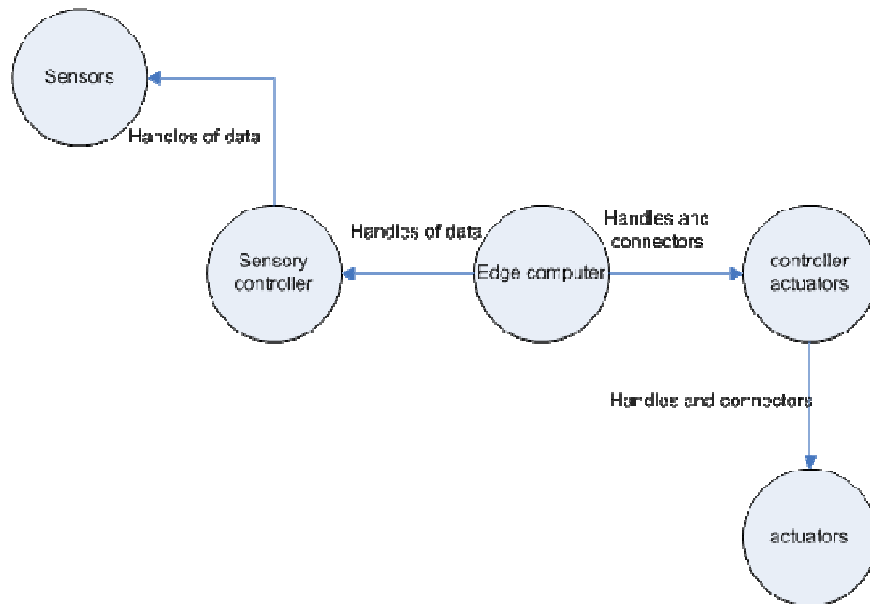 Sensors
Handles of data
Handles of data
Handles and
connectors
Sensory
controller
Edge computer
controller
actuators
Handles and connectors
actuators